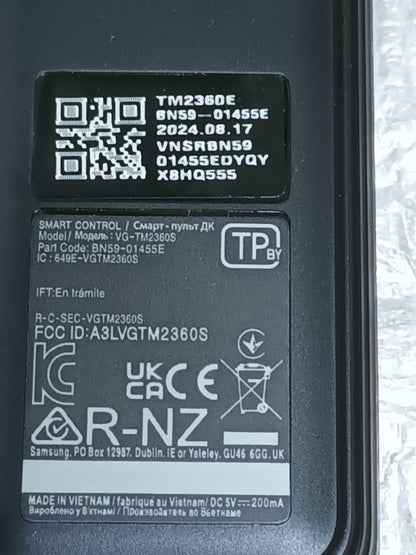 TM2360E
BN59-01455E
2024.08.17
VNSRBN59
01455EDYQY
X8HQ555
SMART CONTROL / Смарт-пульт ДК
Model/ Модель: VG-TM2360S
Part Code: BN59-01455E
IC : 649E-VGTM2360S
TP BY
IFT:En trámite
R-C-SEC-VGTM2360S
FCC ID:A3LVGTM2360S
UK CA CE
R-NZ
Samsung, PO Box 12987, Dublin. IE or Yateley, GU46 6GG. UK
MADE IN VIETNAM / fabriqué au Vietnam/ DC 5V⎓200mA
Вироблено у В'єтнамі / Производитель во Вьетнаме